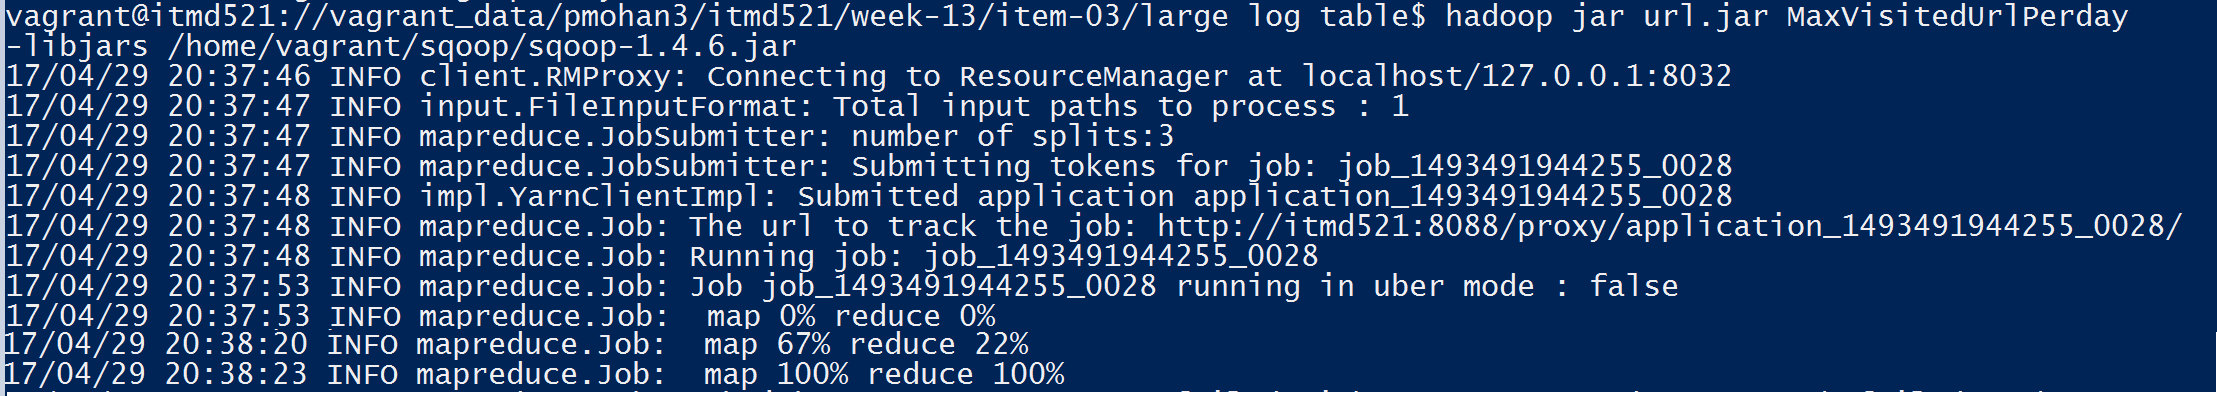 vagrant@itmd521://vagrant_data/pmohan3/itmd521/week-13/item-03/large log table$ hadoop jar url.jar MaxVisitedUrlPerday
-libjars /home/vagrant/sqoop/sqoop-1.4.6.jar
17/04/29 20:37:46 INFO client.RMProxy: Connecting to ResourceManager at localhost/127.0.0.1:8032
17/04/29 20:37:47 INFO input.FileInputFormat: Total input paths to process : 1
17/04/29 20:37:47 INFO mapreduce.JobSubmitter: number of splits:3
17/04/29 20:37:47 INFO mapreduce.JobSubmitter: Submitting tokens for job: job_1493491944255_0028
17/04/29 20:37:48 INFO impl.YarnClientImpl: Submitted application application_1493491944255_0028
17/04/29 20:37:48 INFO mapreduce.Job: The url to track the job: http://itmd521:8088/proxy/application_1493491944255_0028/
17/04/29 20:37:48 INFO mapreduce.Job: Running job: job_1493491944255_0028
17/04/29 20:37:53 INFO mapreduce.Job: Job job_1493491944255_0028 running in uber mode : false
17/04/29 20:37:53 INFO mapreduce.Job:  map 0% reduce 0%
17/04/29 20:38:20 INFO mapreduce.Job:  map 67% reduce 22%
17/04/29 20:38:23 INFO mapreduce.Job:  map 100% reduce 100%